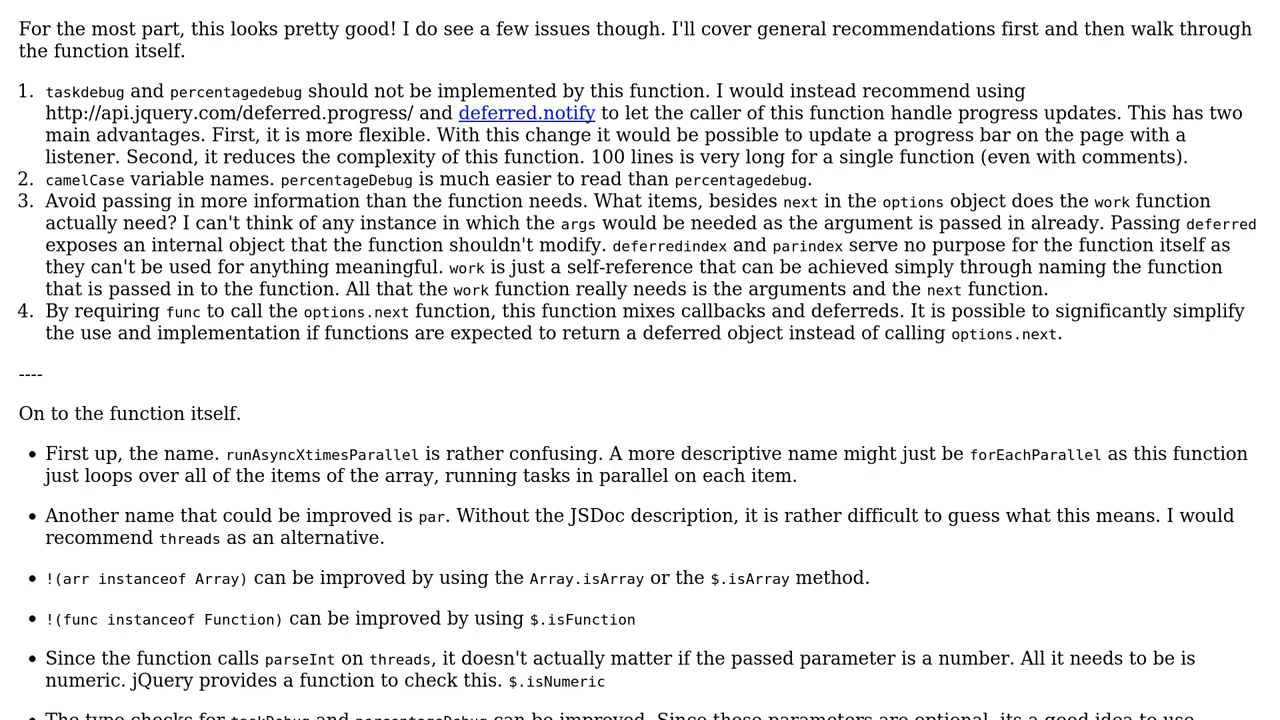 For the most part, this looks pretty good! I do see a few issues though. I'll cover general recommendations first and then walk through
the function itself.
1. taskdebug and percentagedebug should not be implemented by this function. I would instead recommend using
http://api.jquery.com/deferred.progress/ and deferred.notify to let the caller of this function handle progress updates. This has two
main advantages. First, it is more flexible. With this change it would be possible to update a progress bar on the page with a
listener. Second, it reduces the complexity of this function. 100 lines is very long for a single function (even with comments).
2. camelCase variable names. percentageDebug is much easier to read than percentagedebug.
3. Avoid passing in more information than the function needs. What items, besides next in the options object does the work function
actually need? I can't think of any instance in which the args would be needed as the argument is passed in already. Passing deferred
exposes an internal object that the function shouldn't modify. deferredindex and parindex serve no purpose for the function itself as
they can't be used for anything meaningful. work is just a self-reference that can be achieved simply through naming the function
that is passed in to the function. All that the work function really needs is the arguments and the next function.
4. By requiring func to call the options.next function, this function mixes callbacks and deferreds. It is possible to significantly simplify
the use and implementation if functions are expected to return a deferred object instead of calling options.next.
----
On to the function itself.
• First up, the name. runAsyncXtimesParallel is rather confusing. A more descriptive name might just be forEachParallel as this function
just loops over all of the items of the array, running tasks in parallel on each item.
• Another name that could be improved is par. Without the JSDoc description, it is rather difficult to guess what this means. I would
recommend threads as an alternative.
• !(arr instanceof Array) can be improved by using the Array.isArray or the $.isArray method.
• !(func instanceof Function) can be improved by using $.isFunction
• Since the function calls parseInt on threads, it doesn't actually matter if the passed parameter is a number. All it needs to be is
numeric. jQuery provides a function to check this. $.isNumeric
• The type checks for taskDebug and percentageDebug can be improved. Since these parameters are optional, its a good idea to use